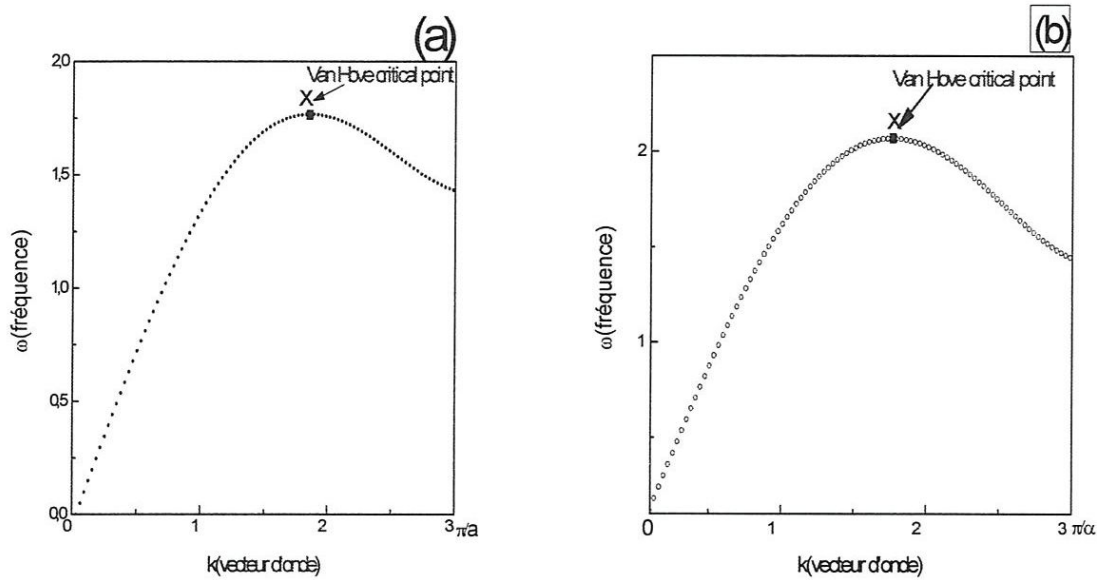 (a)
Van Hove critical point
X
2,0
1,5
1,0
0,5
0,0
ω(fréquence)
0
1
2
3 π/a
k(vecteur d'onde)
(b)
Van Hove critical point
X
2
1
ω(fréquence)
0
1
2
3 π/a
k(vecteur d'onde)